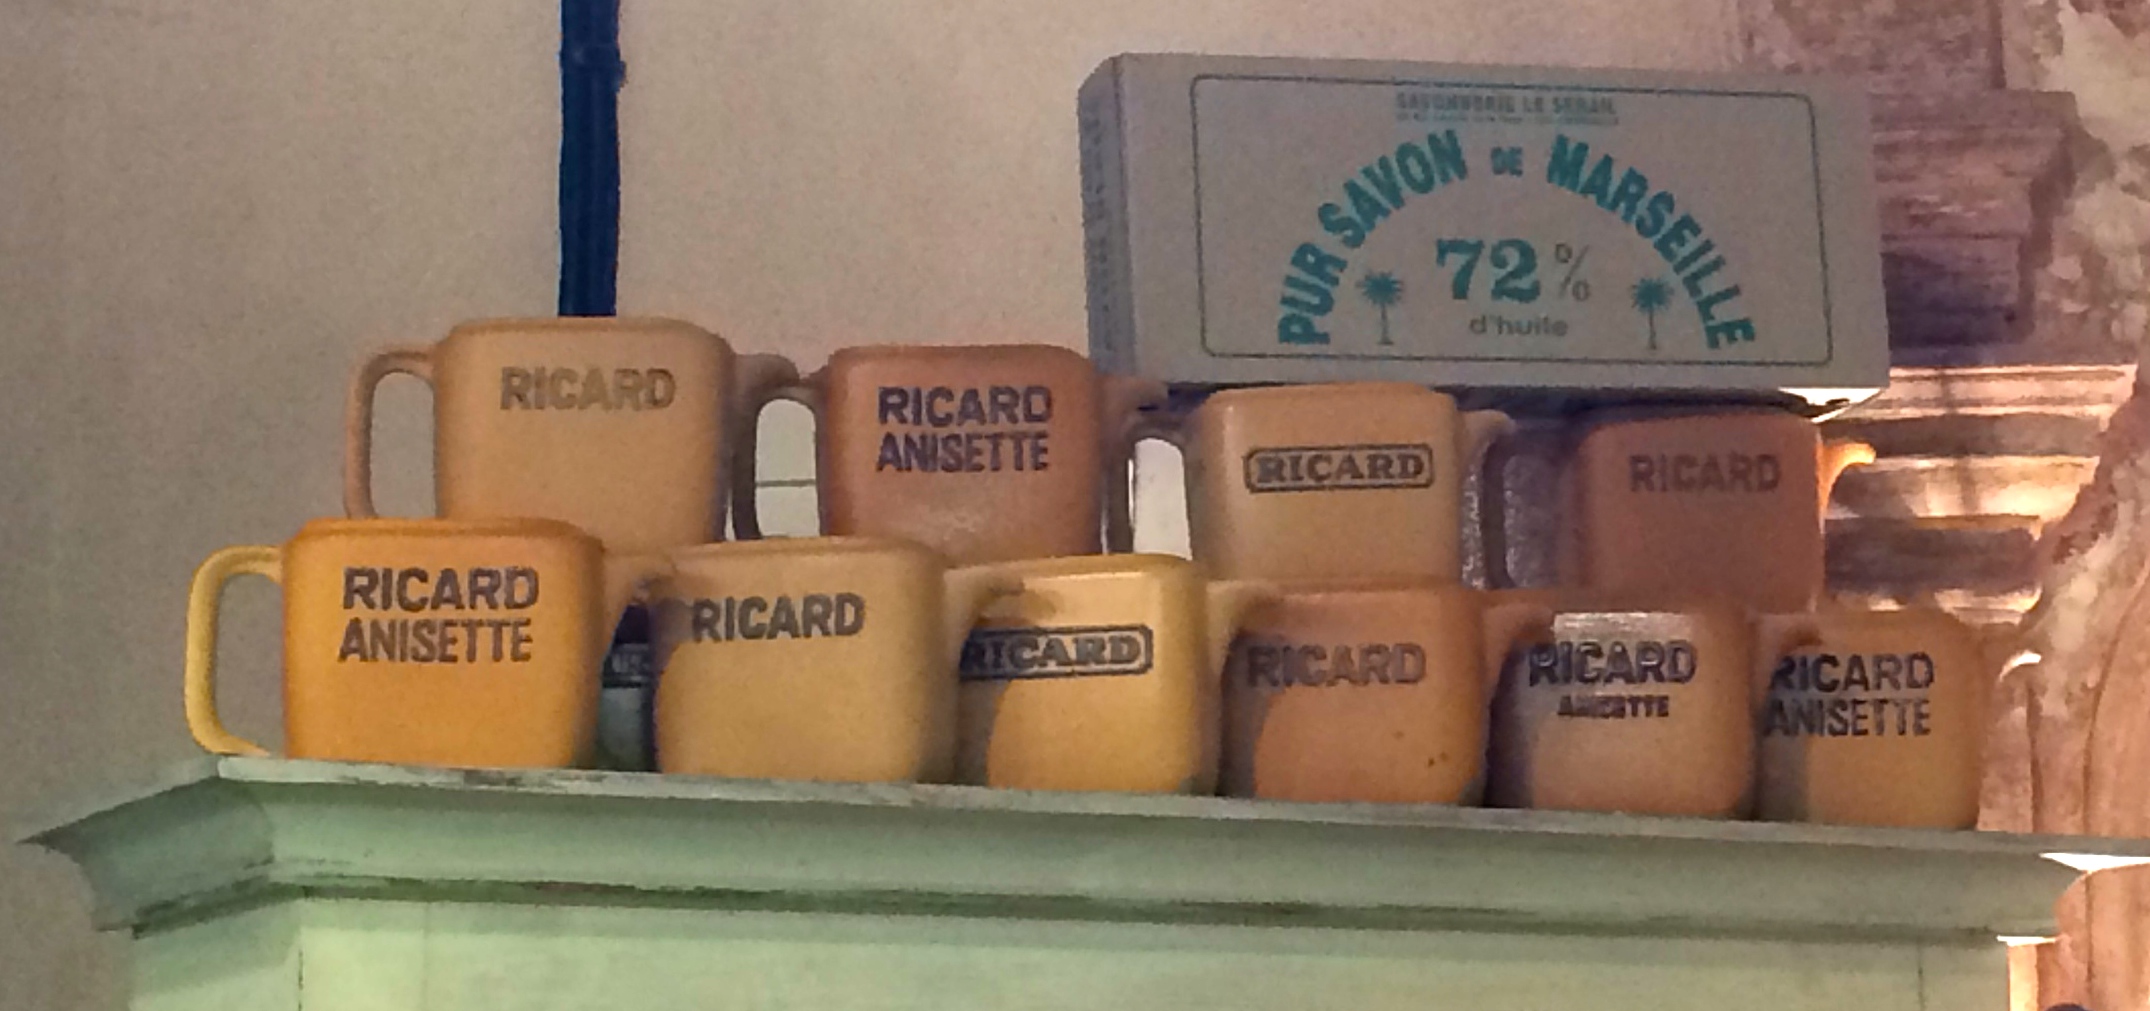 SAVONNERIE LE SERAIL
PUR SAVON DE MARSEILLE
72 %
d'huile
RICARD
RICARD
ANISETTE
RICARD
RICARD
RICARD
ANISETTE
RICARD
RICARD
RICARD
RICARD
ANISETTE
RICARD
ANISETTE